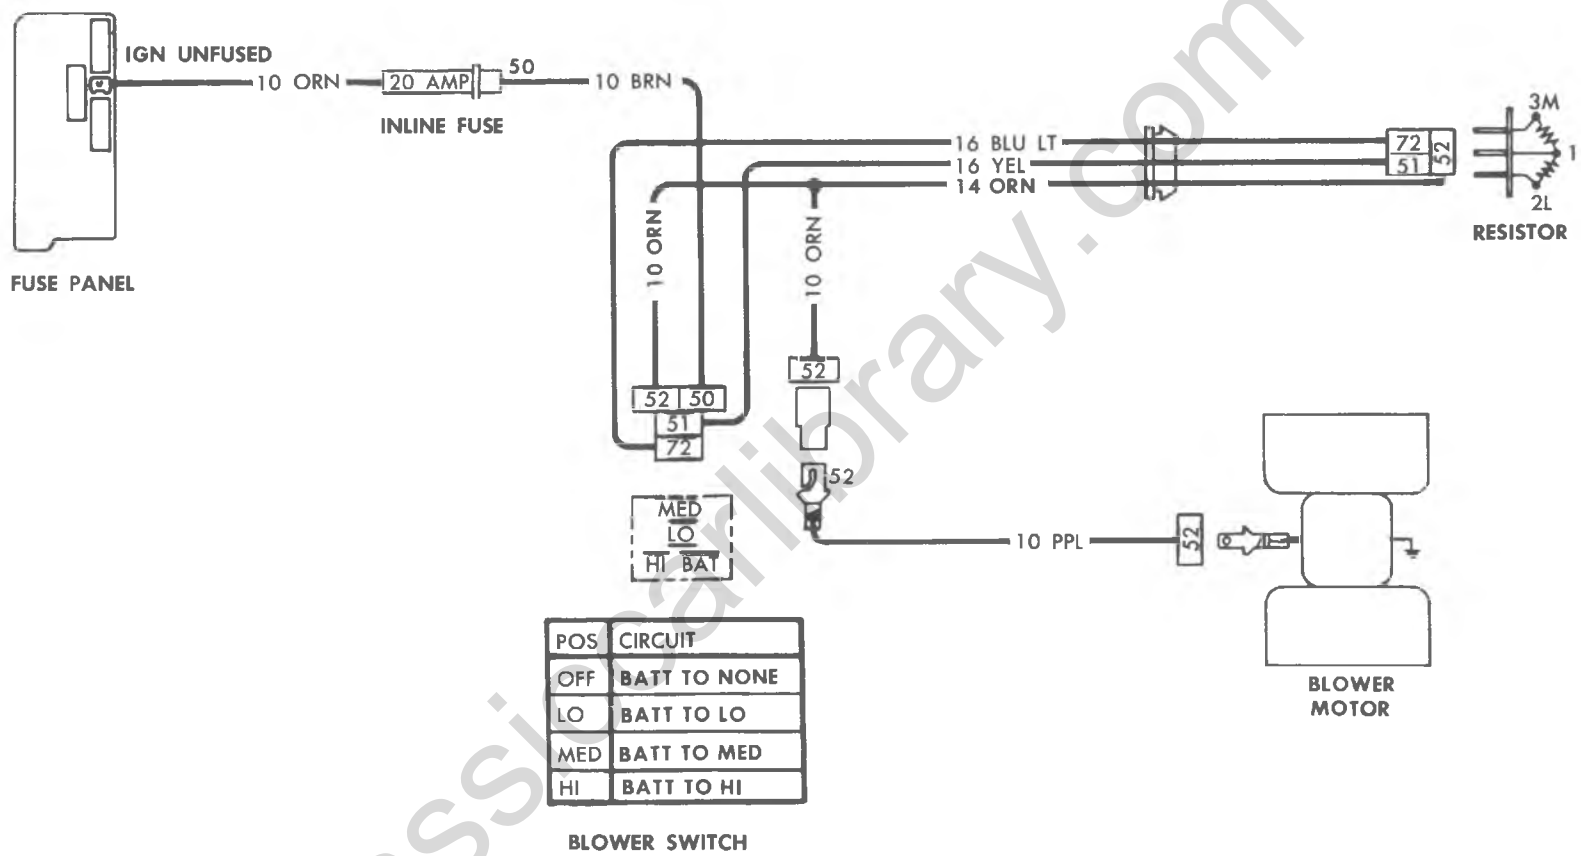 IGN UNFUSED
10 ORN
20 AMP
50
10 BRN
INLINE FUSE
FUSE PANEL
16 BLU LT
16 YEL
14 ORN
72
51
52
3M
1
2L
RESISTOR
10 ORN
10 ORN
52
52 50
51
72
52
MED
LO
HI BAT
10 PPL
52
BLOWER
MOTOR
POS CIRCUIT
OFF BATT TO NONE
LO BATT TO LO
MED BATT TO MED
HI BATT TO HI
BLOWER SWITCH
ssiccarlibrary.com